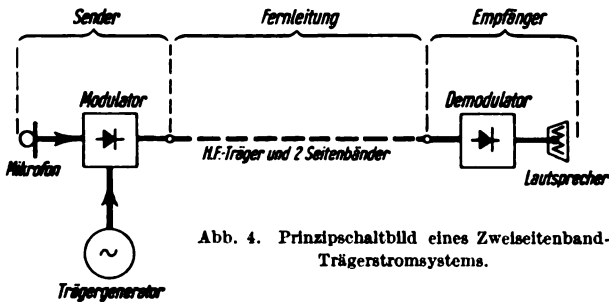 Sender Fernleitung Empfänger
Modulator Demodulator
Mikrofon H.F.-Träger und 2 Seitenbänder Lautsprecher
Trägergenerator
Abb. 4. Prinzipschaltbild eines Zweiseitenband-
Trägerstromsystems.